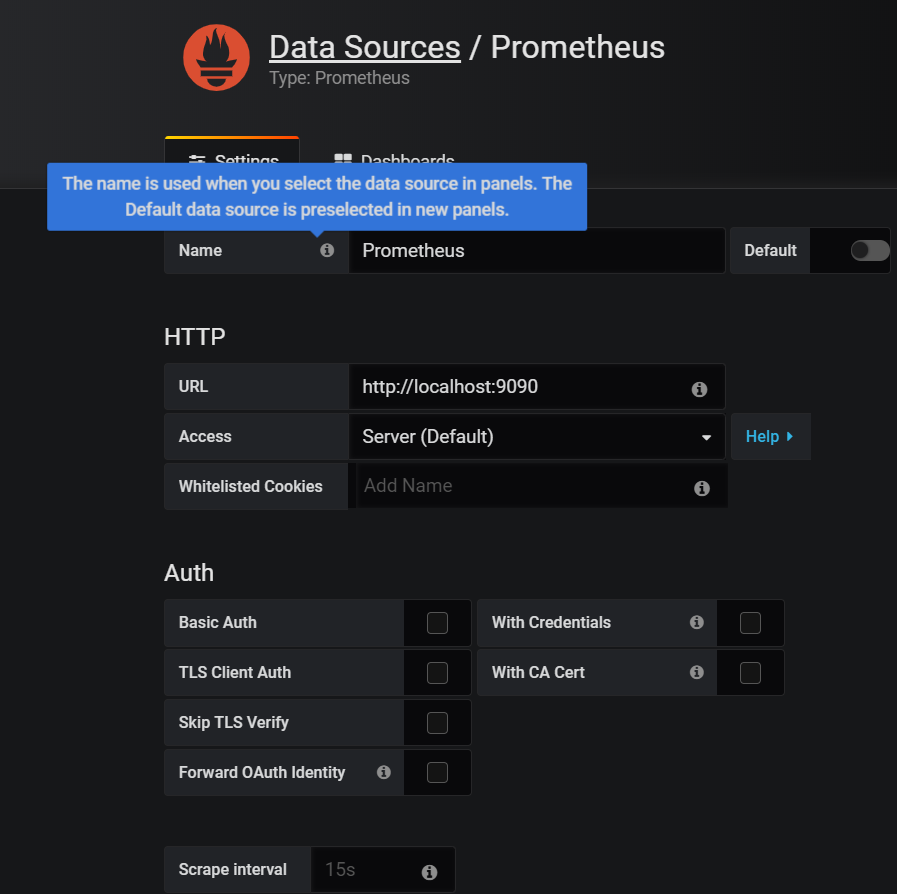 Data Sources / Prometheus
Type: Prometheus
Settings Dashboards
The name is used when you select the data source in panels. The
Default data source is preselected in new panels.
Name Prometheus Default
HTTP
URL http://localhost:9090
Access Server (Default) Help
Whitelisted Cookies Add Name
Auth
Basic Auth With Credentials
TLS Client Auth With CA Cert
Skip TLS Verify
Forward OAuth Identity
Scrape interval 15s